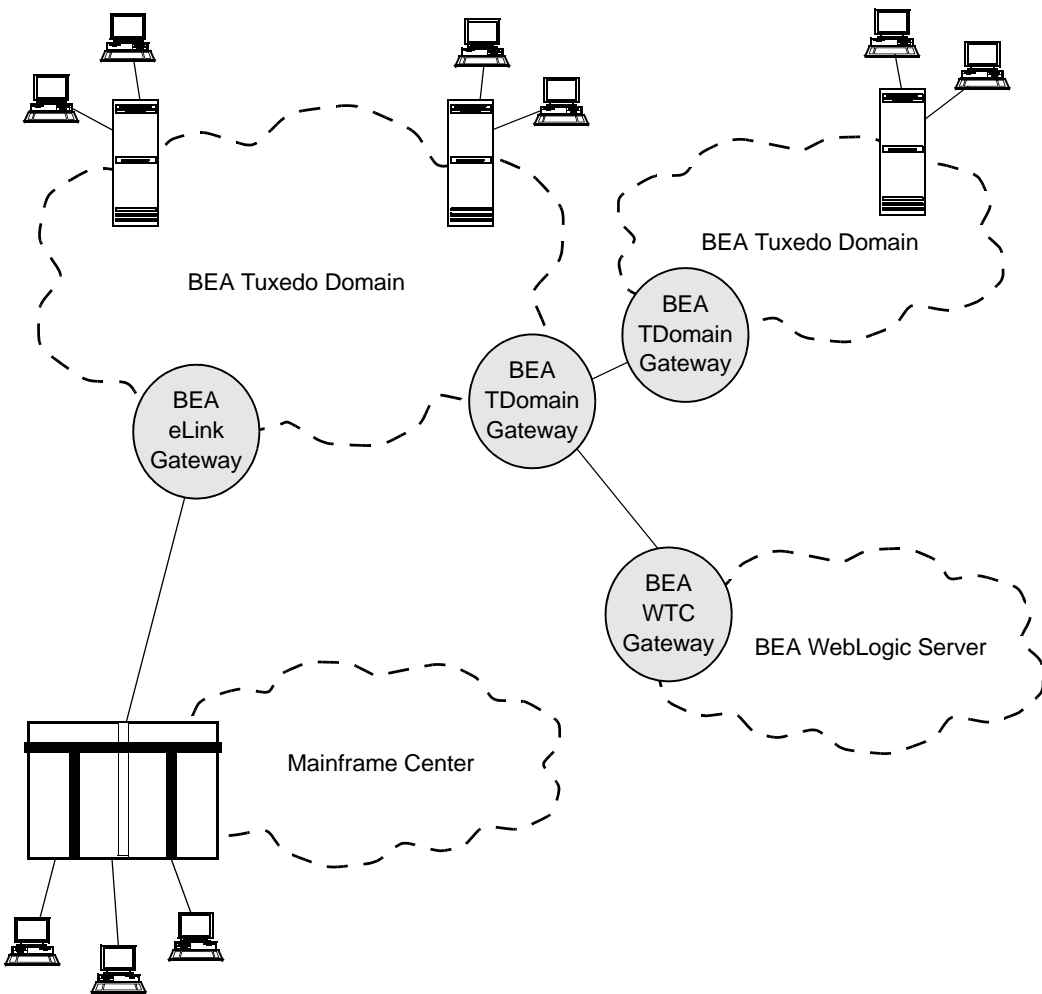 BEA Tuedo Domain
BEA Tuxedo Domain
BEA
TDomain
Gateway
BEA
TDomain
Gateway
BEA
eLink
Gateway
BEA
WTC
Gateway
BEA WebLogic Server
Mainframe Center